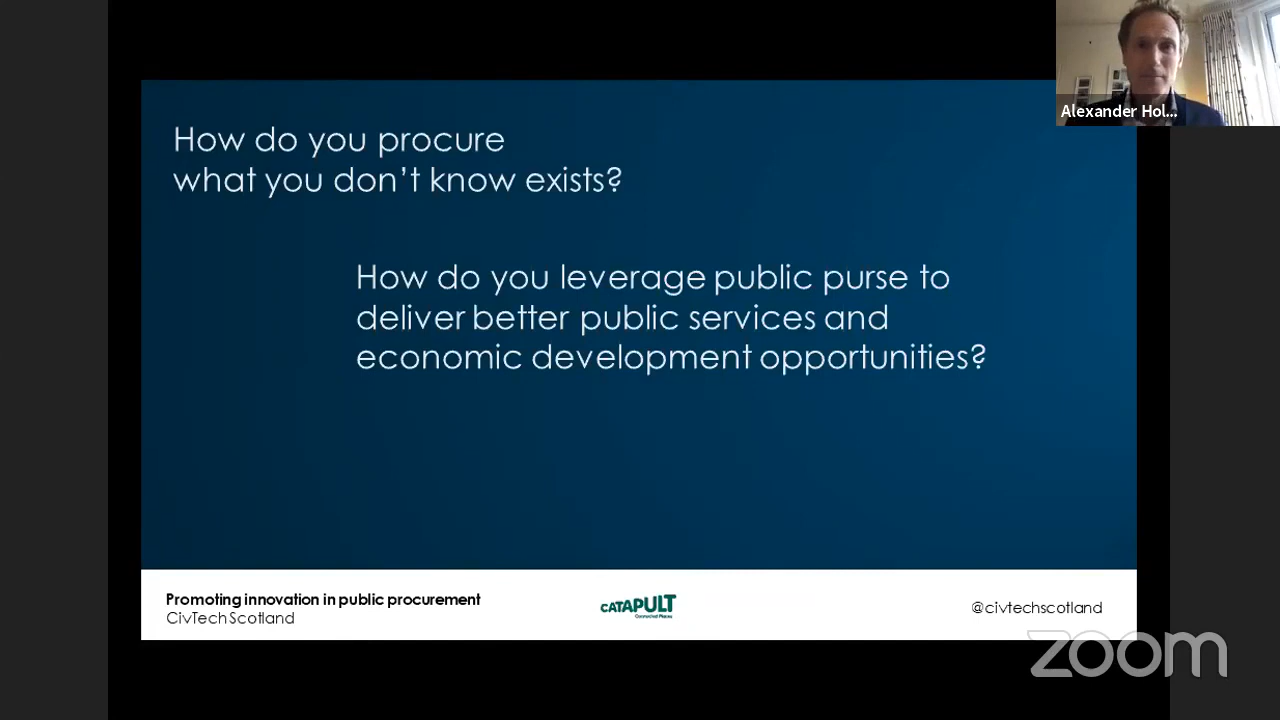 How do you procure
what you don't know exists?
How do you leverage public purse to
deliver better public services and
economic development opportunities?
Promoting innovation in public procurement
CivTech Scotland
CATAPULT
Connected Places
@civtechscotland
Alexander Hol...
zoom